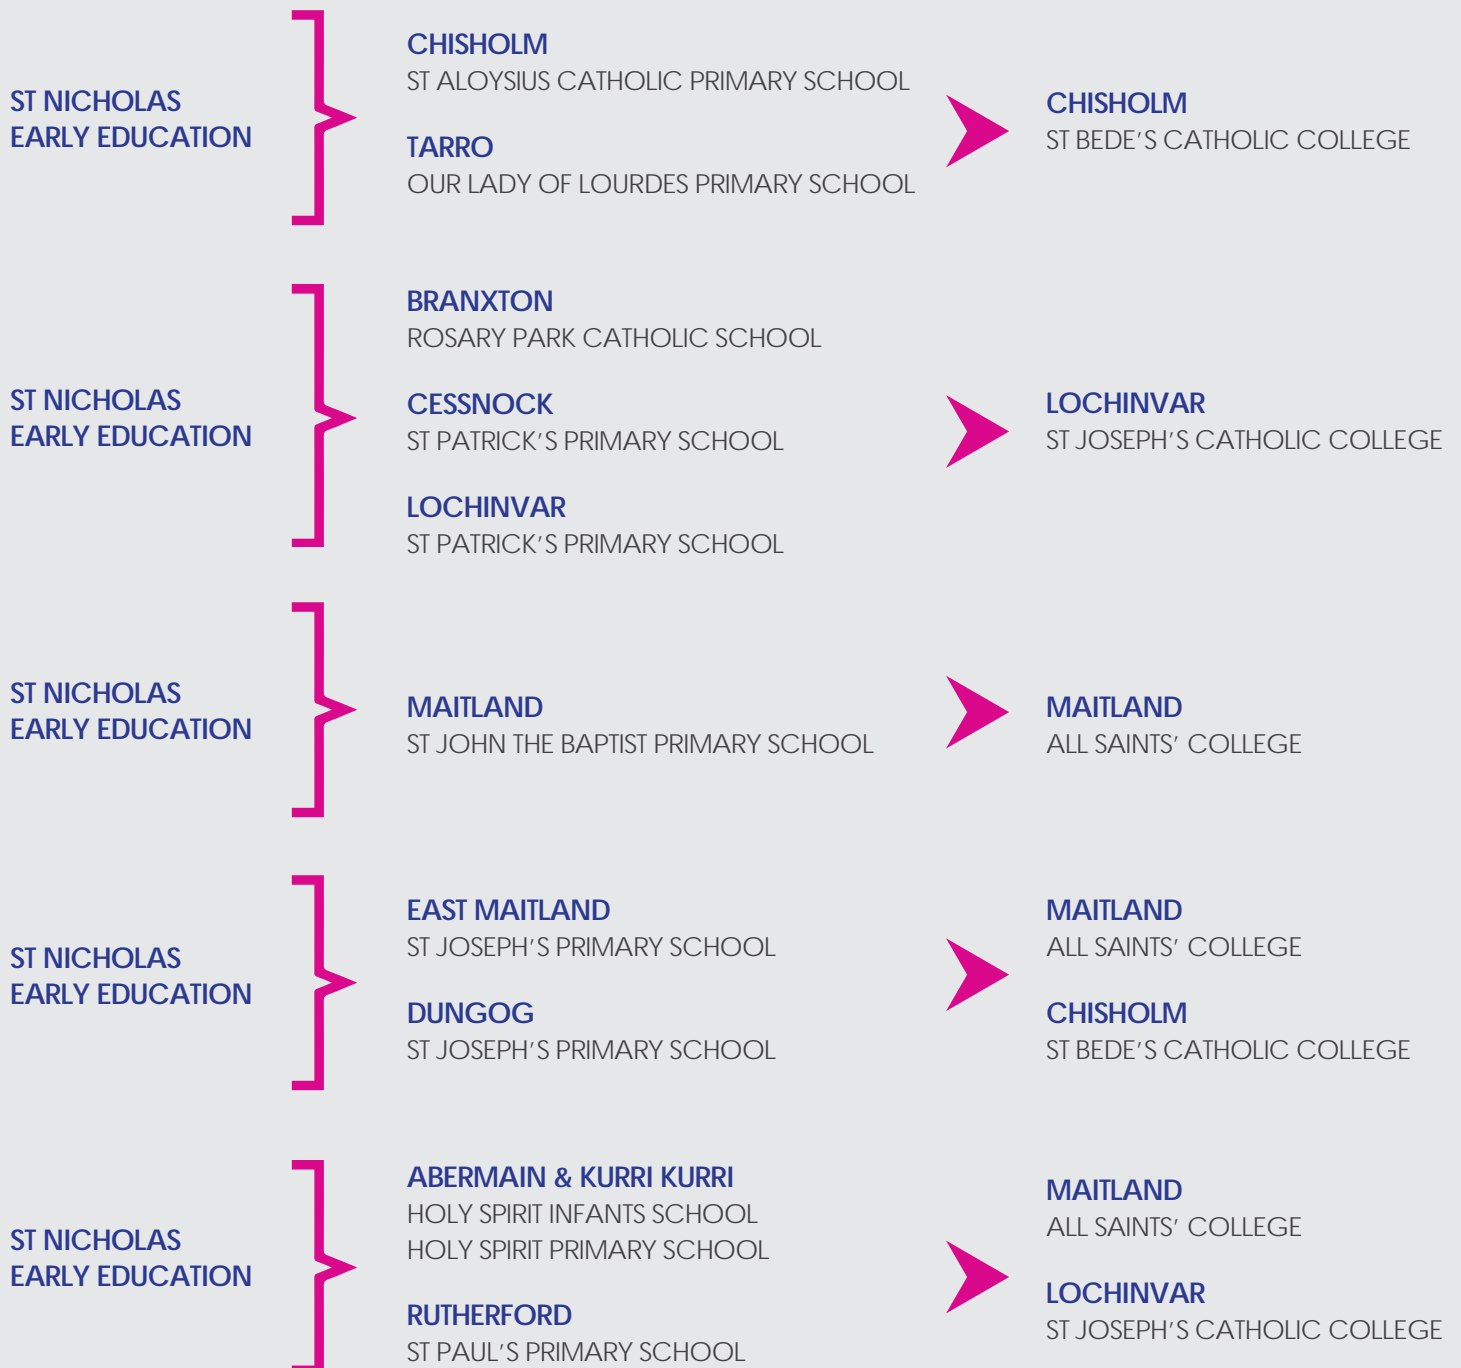 ST NICHOLAS
EARLY EDUCATION
CHISHOLM
ST ALOYSIUS CATHOLIC PRIMARY SCHOOL
TARRO
OUR LADY OF LOURDES PRIMARY SCHOOL
CHISHOLM
ST BEDE'S CATHOLIC COLLEGE
ST NICHOLAS
EARLY EDUCATION
BRANXTON
ROSARY PARK CATHOLIC SCHOOL
CESSNOCK
ST PATRICK'S PRIMARY SCHOOL
LOCHINVAR
ST PATRICK'S PRIMARY SCHOOL
LOCHINVAR
ST JOSEPH'S CATHOLIC COLLEGE
ST NICHOLAS
EARLY EDUCATION
MAITLAND
ST JOHN THE BAPTIST PRIMARY SCHOOL
MAITLAND
ALL SAINTS' COLLEGE
ST NICHOLAS
EARLY EDUCATION
EAST MAITLAND
ST JOSEPH'S PRIMARY SCHOOL
DUNGOG
ST JOSEPH'S PRIMARY SCHOOL
MAITLAND
ALL SAINTS' COLLEGE
CHISHOLM
ST BEDE'S CATHOLIC COLLEGE
ST NICHOLAS
EARLY EDUCATION
ABERMAIN & KURRI KURRI
HOLY SPIRIT INFANTS SCHOOL
HOLY SPIRIT PRIMARY SCHOOL
RUTHERFORD
ST PAUL'S PRIMARY SCHOOL
MAITLAND
ALL SAINTS' COLLEGE
LOCHINVAR
ST JOSEPH'S CATHOLIC COLLEGE